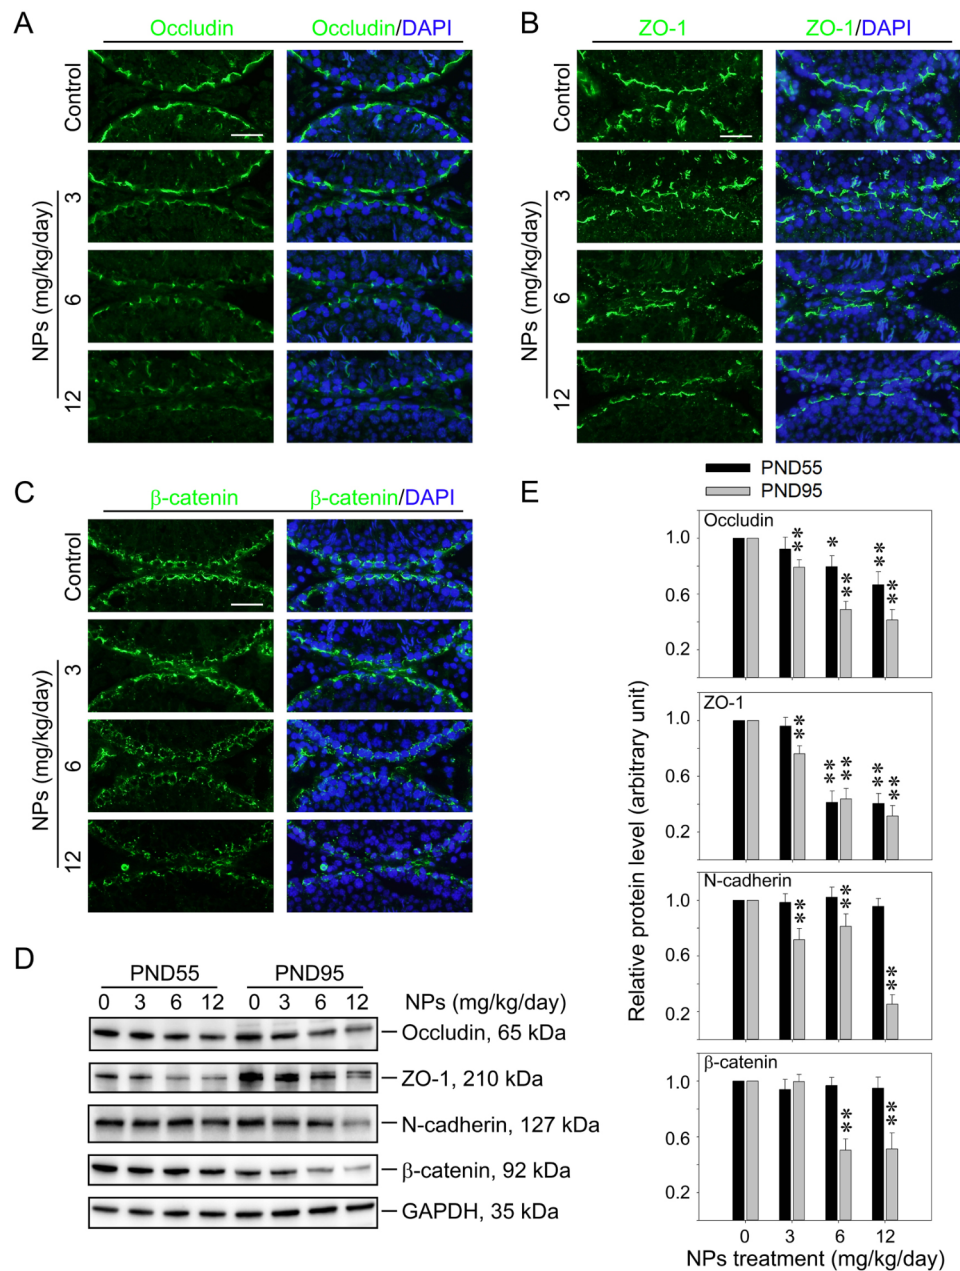 A
Occludin
Occludin/DAPI
Control
3
6
12
NPs (mg/kg/day)
B
ZO-1
ZO-1/DAPI
Control
3
6
12
NPs (mg/kg/day)
C
β-catenin
β-catenin/DAPI
Control
3
6
12
NPs (mg/kg/day)
D
PND55 PND95
0 3 6 12 0 3 6 12 NPs (mg/kg/day)
Occludin, 65 kDa
ZO-1, 210 kDa
N-cadherin, 127 kDa
β-catenin, 92 kDa
GAPDH, 35 kDa
E
PND55
PND95
Relative protein level (arbitrary unit)
Occludin
1.0
0.6
0.2
** * ** ** **
ZO-1
1.0
0.6
0.2
** ** ** ** **
N-cadherin
1.0
0.6
0.2
** ** **
β-catenin
1.0
0.6
0.2
** **
0 3 6 12
NPs treatment (mg/kg/day)